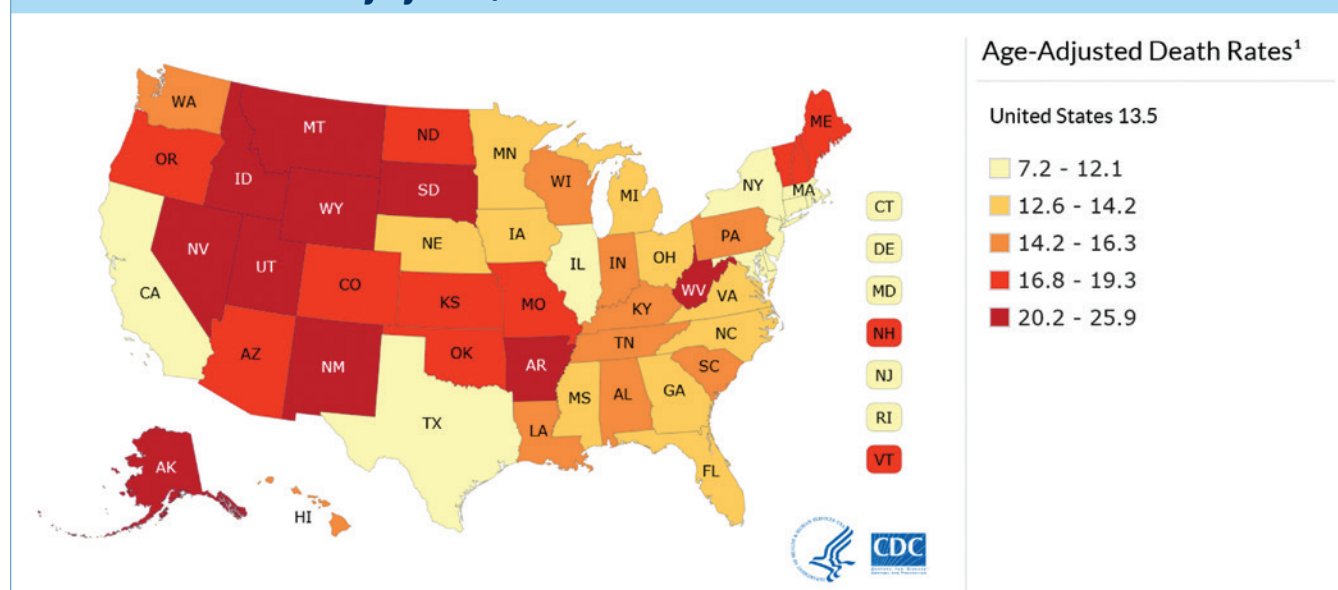 Age-Adjusted Death Rates¹
United States 13.5
7.2 - 12.1
12.6 - 14.2
14.2 - 16.3
16.8 - 19.3
20.2 - 25.9
WA
MT
ND
MN
ME
OR
ID
SD
WI
MI
NY
MA
WY
NE
IA
PA
NV
UT
CO
KS
MO
IL
IN
OH
WV
VA
KY
CA
AZ
NM
OK
AR
TN
NC
SC
TX
LA
MS
AL
GA
FL
AK
HI
CT
DE
MD
NH
NJ
RI
VT
CDC